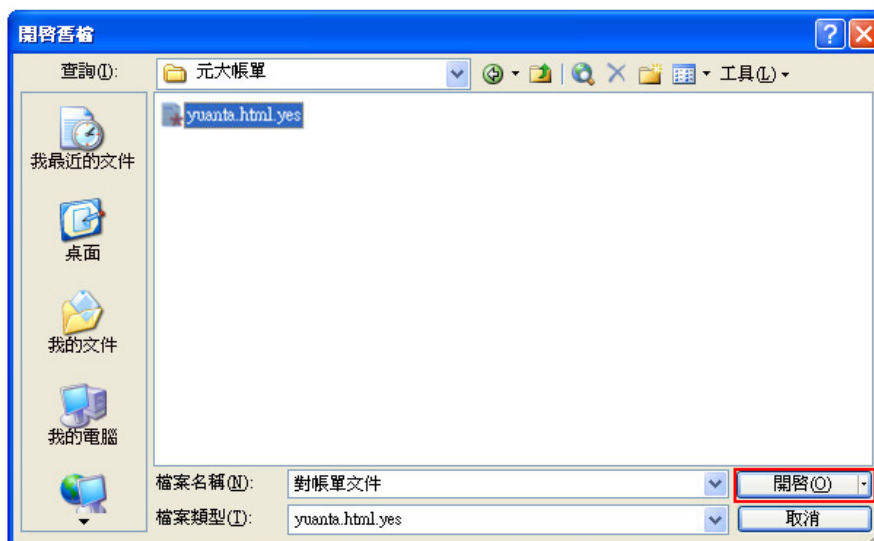 開啓舊檔
查詢(I):
元大帳單
工具(L)
yuanta.html.yes
我最近的文件
桌面
我的文件
我的電腦
檔案名稱(N):
對帳單文件
開啓(O)
檔案類型(T):
yuanta.html.yes
取消